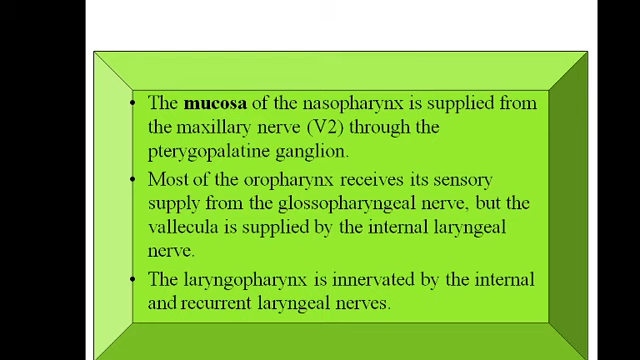 • The mucosa of the nasopharynx is supplied from
the maxillary nerve (V2) through the
pterygopalatine ganglion.
• Most of the oropharynx receives its sensory
supply from the glossopharyngeal nerve, but the
vallecula is supplied by the internal laryngeal
nerve.
• The laryngopharynx is innervated by the internal
and recurrent laryngeal nerves.